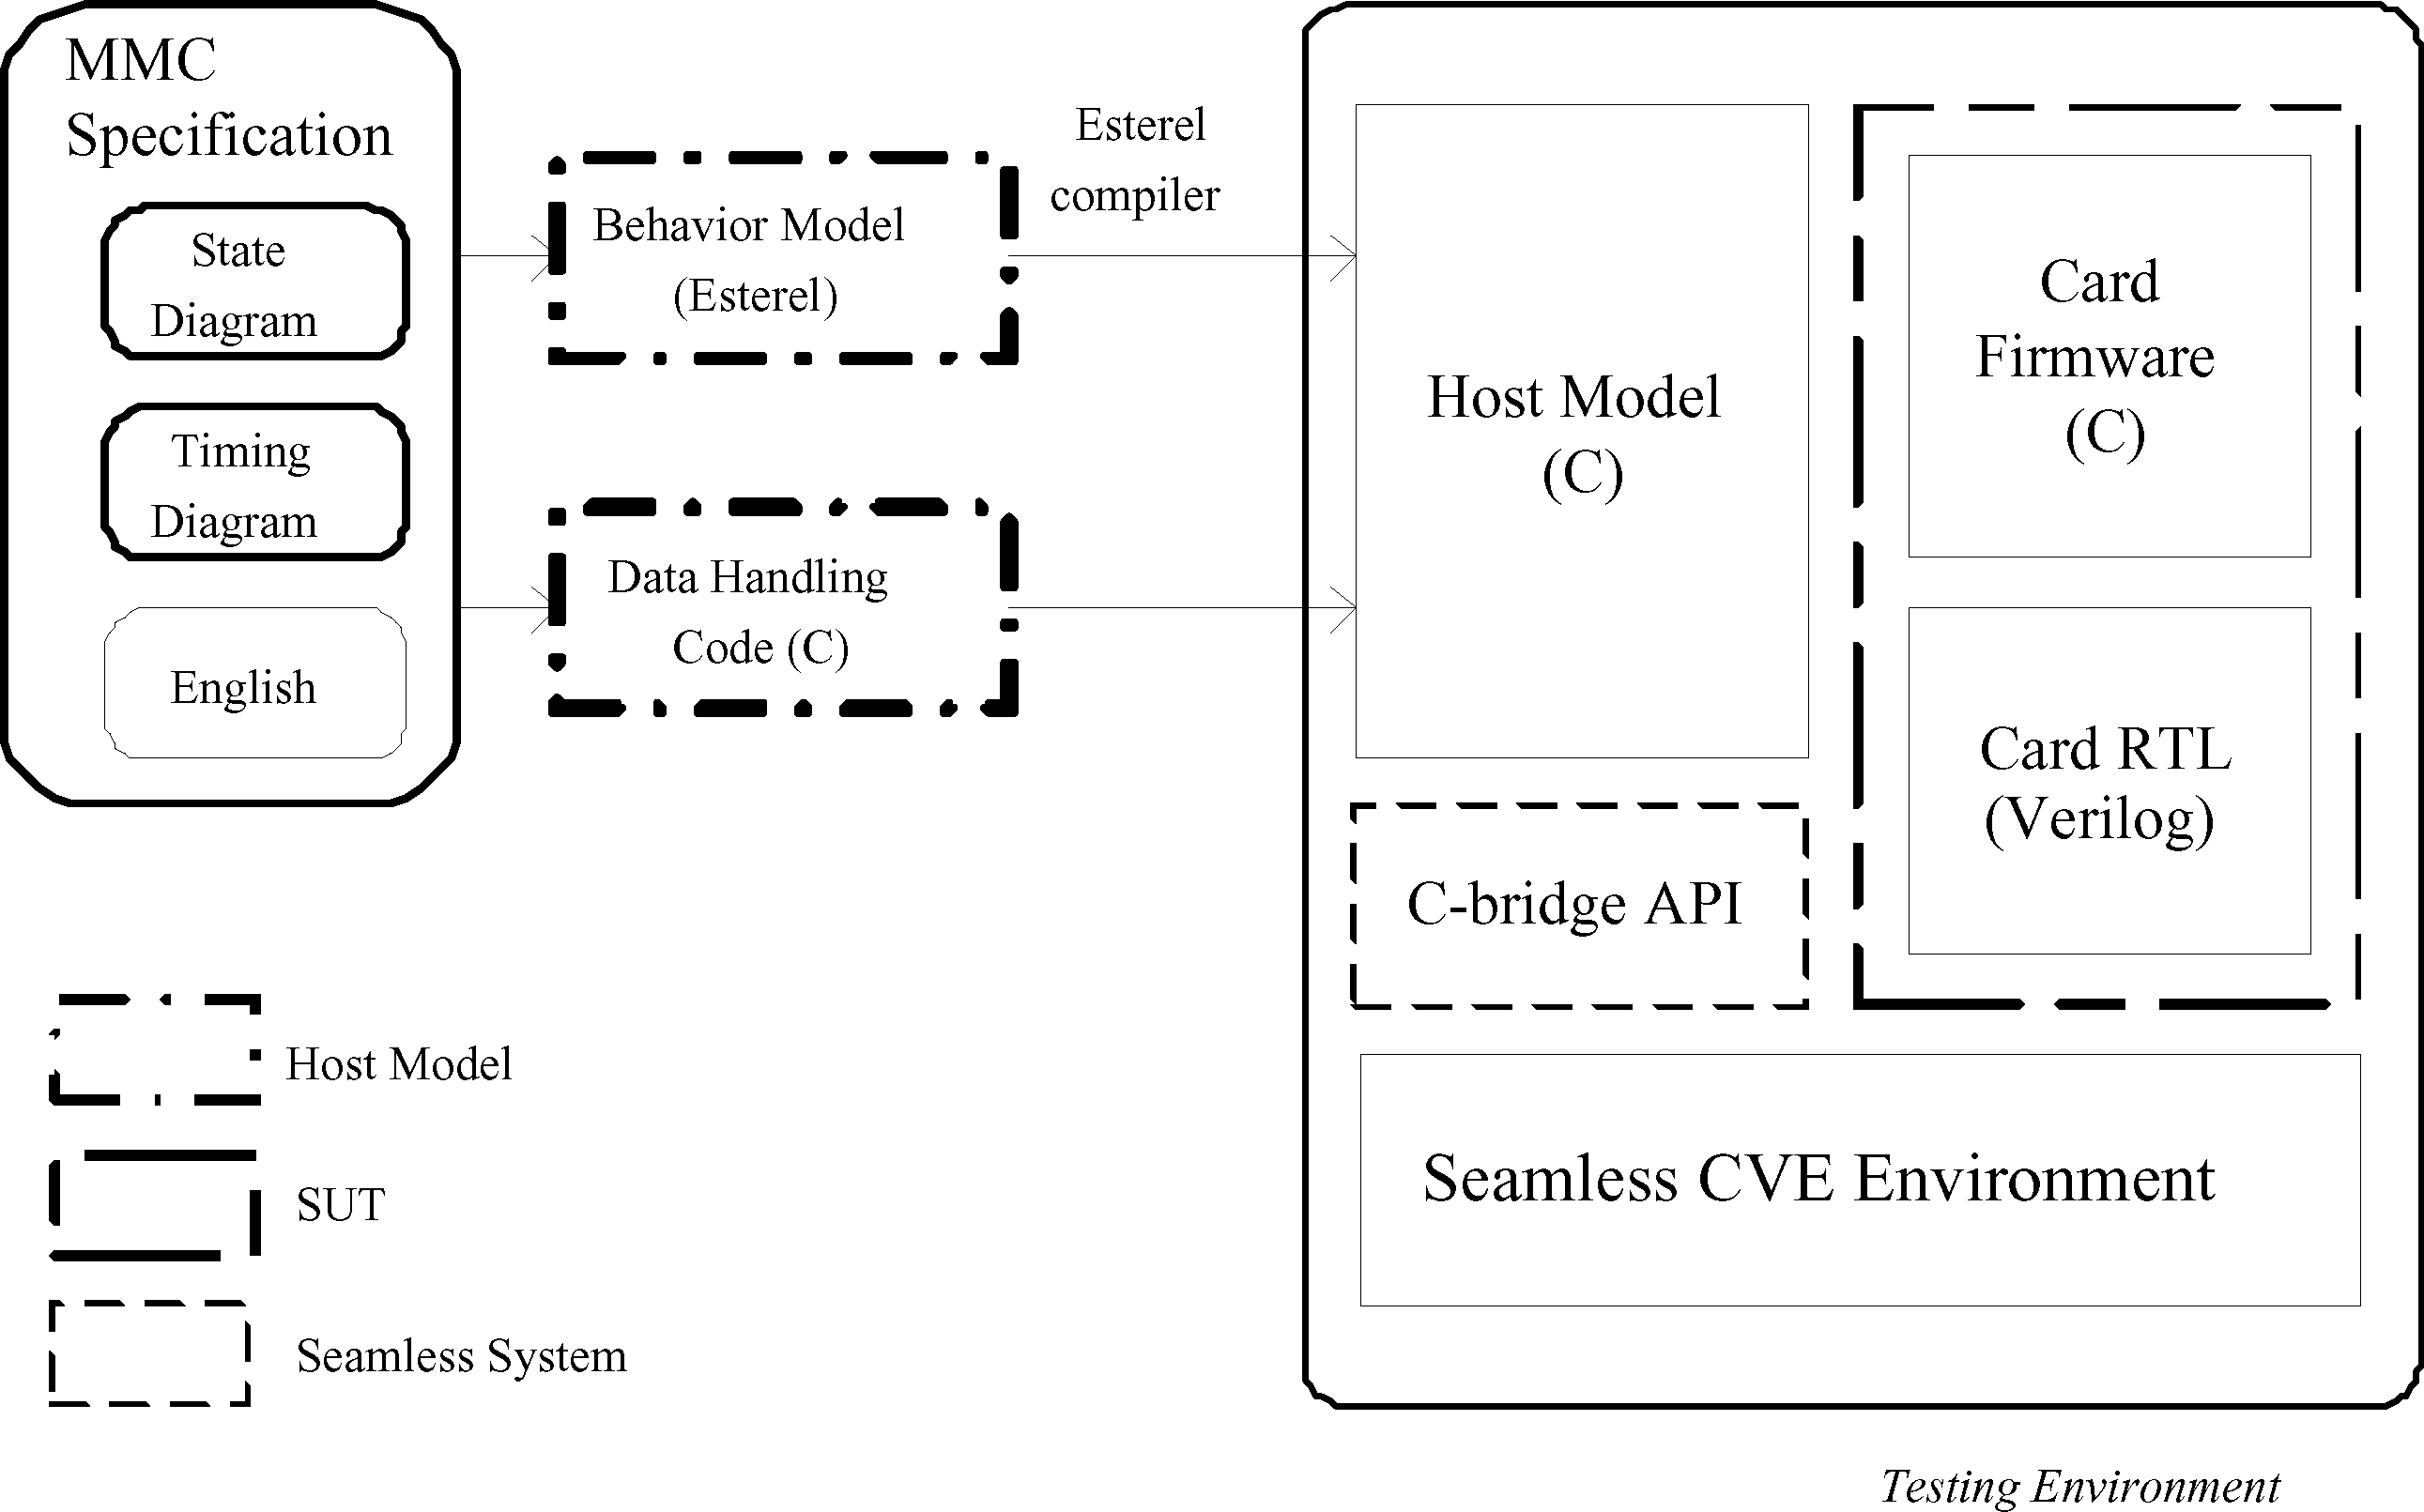 MMC
Specification
State
Diagram
Timing
Diagram
English
Behavior Model
(Esterel)
Data Handling
Code (C)
Esterel
compiler
Host Model
(C)
Card
Firmware
(C)
Card RTL
(Verilog)
C-bridge API
Seamless CVE Environment
Host Model
SUT
Seamless System
Testing Environment